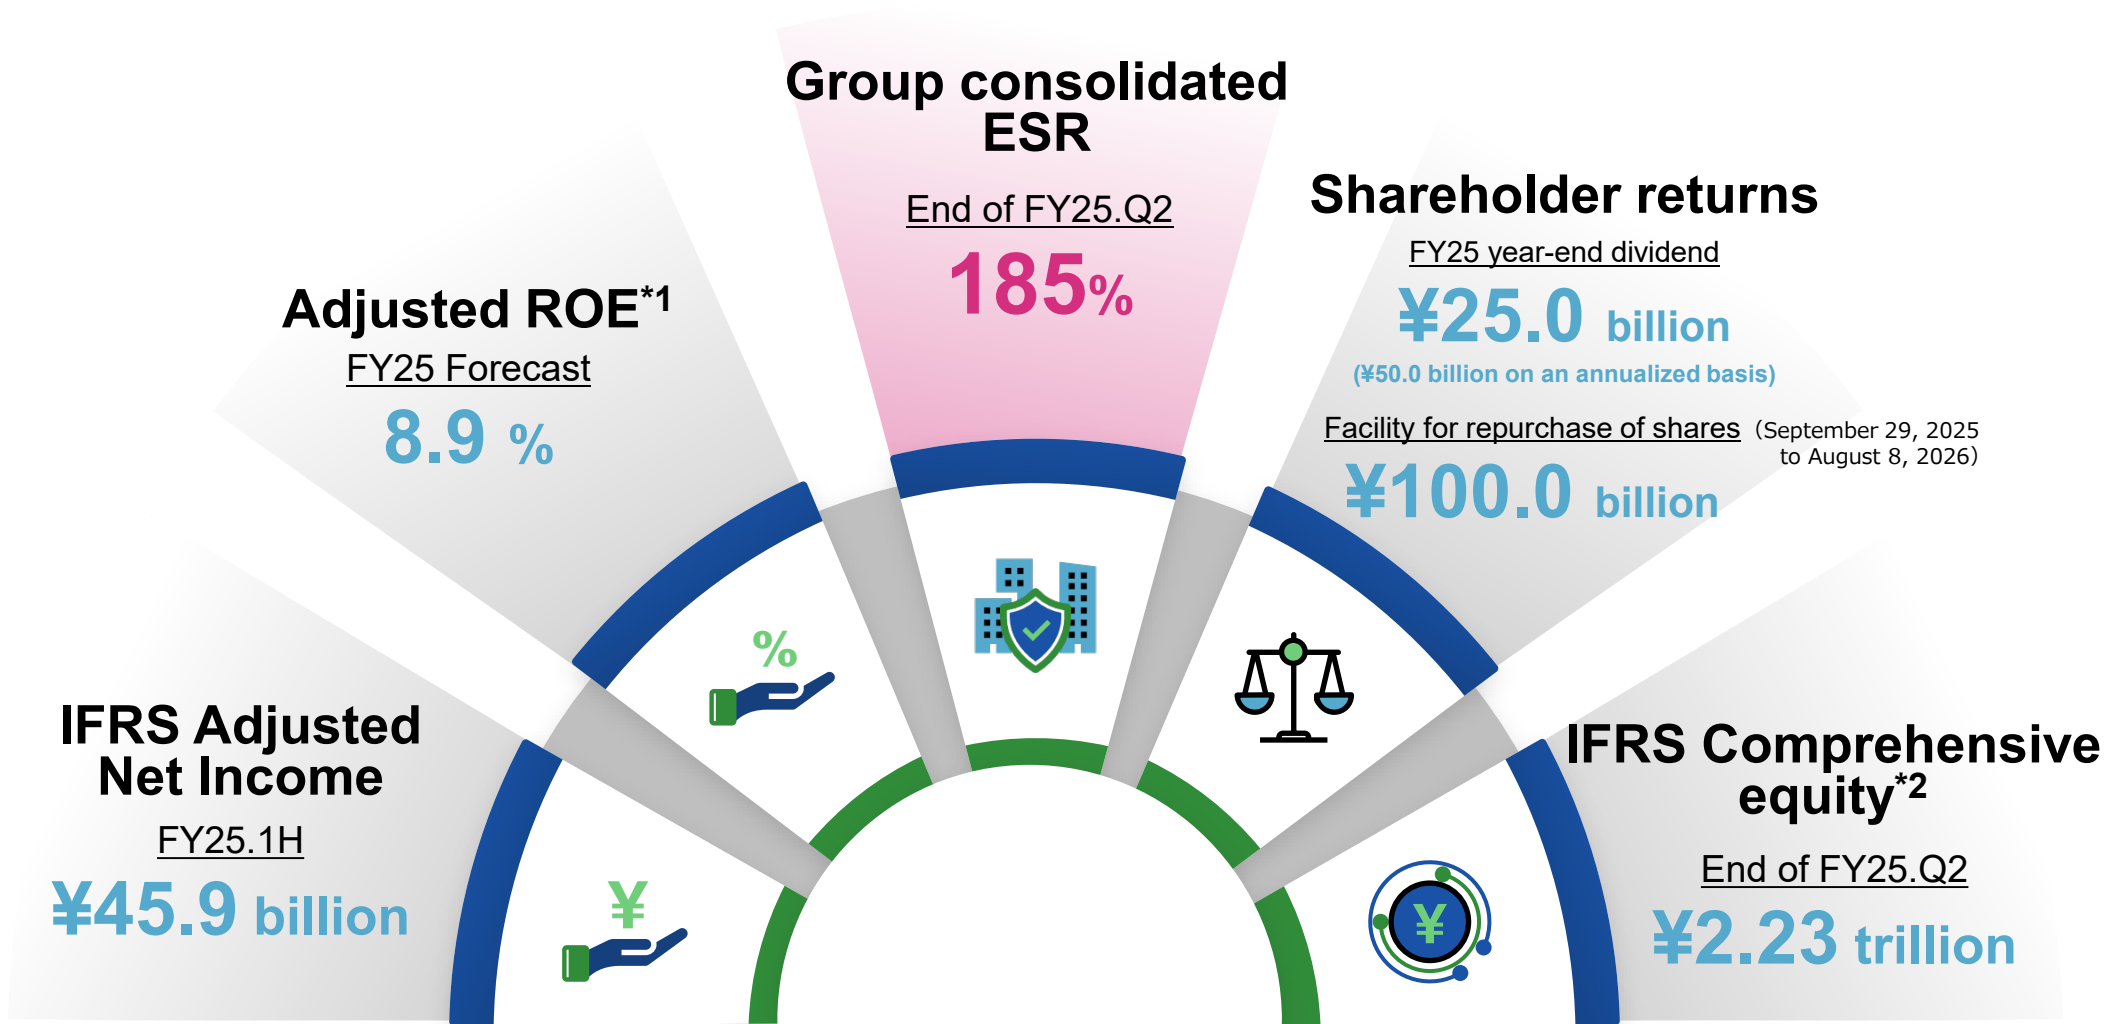 Group consolidated
ESR
End of FY25.Q2
185%
Shareholder returns
FY25 year-end dividend
¥25.0 billion
(¥50.0 billion on an annualized basis)
Facility for repurchase of shares（September 29, 2025
to August 8, 2026）
¥100.0 billion
Adjusted ROE*1
FY25 Forecast
8.9 %
%
IFRS Adjusted
Net Income
FY25.1H
¥45.9 billion
¥
IFRS Comprehensive
equity*2
End of FY25.Q2
¥2.23 trillion
¥